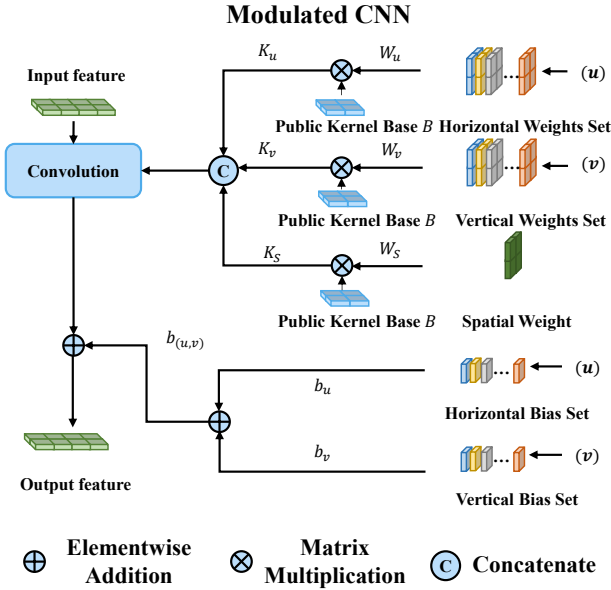 Modulated CNN
Input feature
K_u
W_u
(u)
Public Kernel Base B
Horizontal Weights Set
Convolution
C
K_v
W_v
(v)
Public Kernel Base B
Vertical Weights Set
K_S
W_S
Public Kernel Base B
Spatial Weight
b_(u,v)
b_u
(u)
Horizontal Bias Set
b_v
(v)
Output feature
Vertical Bias Set
Elementwise
Addition
Matrix
Multiplication
C Concatenate